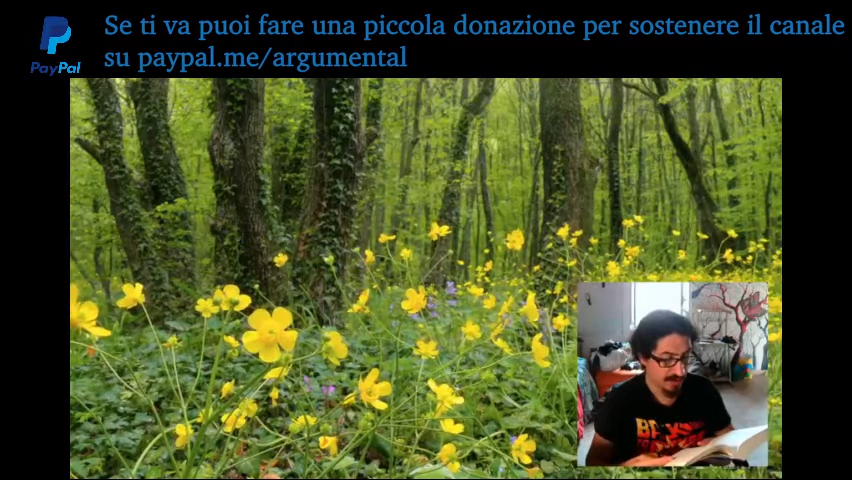 Se ti va puoi fare una piccola donazione per sostenere il canale
PayPal
su paypal.me/argumental